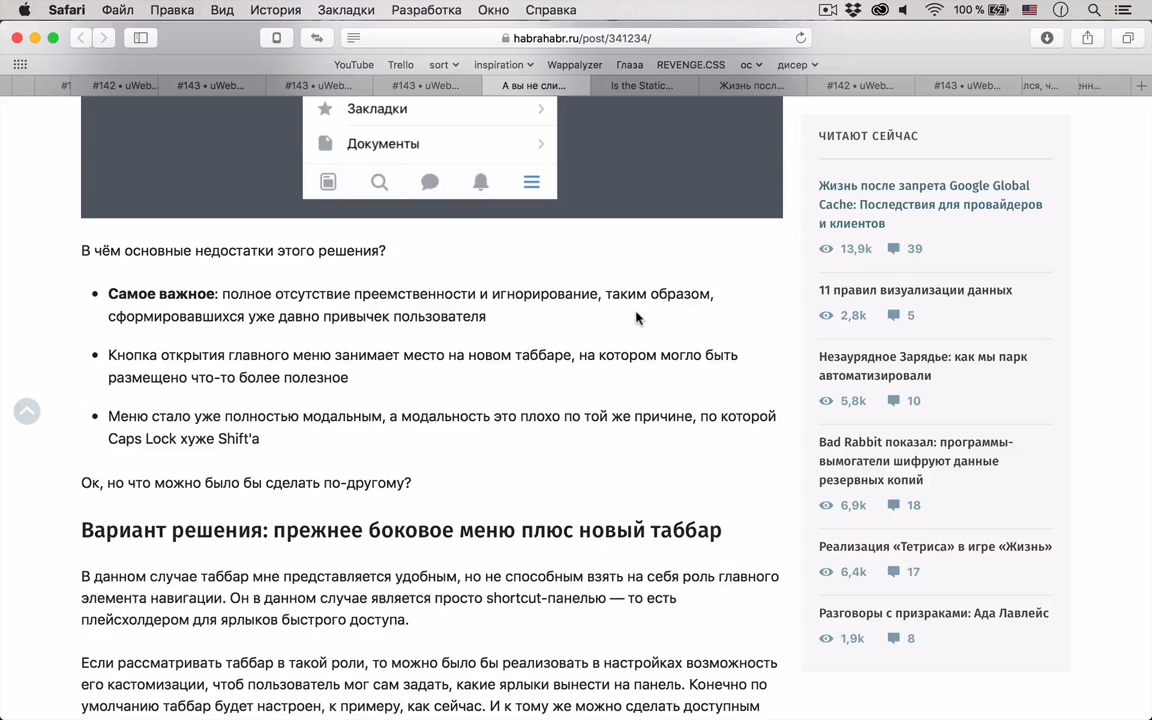 Safari Файл Правка Вид История Закладки Разработка Окно Справка 100 %
habrahabr.ru/post/341234/
YouTube Trello sort inspiration Wappalyzer Глаза REVENGE.CSS ос дисер
#1 #142 • uWeb... #143 • uWeb... #143 • uWeb... #143 • uWeb... А вы не сли... Is the Static... Жизнь посл... #142 • uWeb... #143 • uWeb... лся, ч... енн...
Закладки
Документы
В чём основные недостатки этого решения?
Самое важное: полное отсутствие преемственности и игнорирование, таким образом,
сформировавшихся уже давно привычек пользователя
Кнопка открытия главного меню занимает место на новом таббаре, на котором могло быть
размещено что-то более полезное
Меню стало уже полностью модальным, а модальность это плохо по той же причине, по которой
Caps Lock хуже Shift'а
Ок, но что можно было бы сделать по-другому?
Вариант решения: прежнее боковое меню плюс новый таббар
В данном случае таббар мне представляется удобным, но не способным взять на себя роль главного
элемента навигации. Он в данном случае является просто shortcut-панелью — то есть
плейсхолдером для ярлыков быстрого доступа.
Если рассматривать таббар в такой роли, то можно было бы реализовать в настройках возможность
его кастомизации, чтоб пользователь мог сам задать, какие ярлыки вынести на панель. Конечно по
умолчанию таббар будет настроен, к примеру, как сейчас. И к тому же можно сделать доступным
ЧИТАЮТ СЕЙЧАС
Жизнь после запрета Google Global
Cache: Последствия для провайдеров
и клиентов
13,9k 39
11 правил визуализации данных
2,8k 5
Незаурядное Зарядье: как мы парк
автоматизировали
5,8k 10
Bad Rabbit показал: программы-
вымогатели шифруют данные
резервных копий
6,9k 18
Реализация «Тетриса» в игре «Жизнь»
6,4k 17
Разговоры с призраками: Ада Лавлейс
1,9k 8